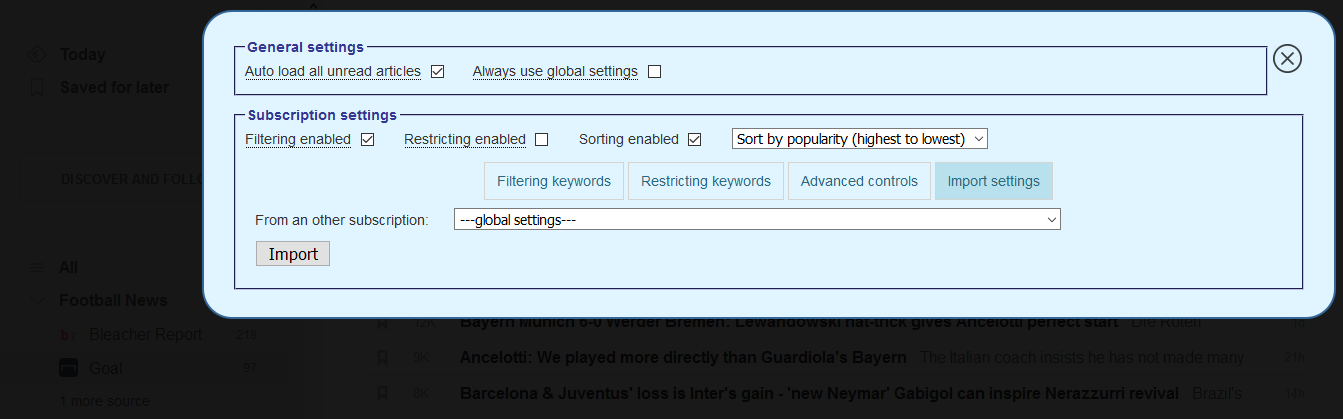 General settings
Auto load all unread articles Always use global settings
Subscription settings
Filtering enabled Restricting enabled Sorting enabled Sort by popularity (highest to lowest)
Filtering keywords Restricting keywords Advanced controls Import settings
From an other subscription: ---global settings---
Import
Today
Saved for later
DISCOVER AND FOLLO
All
Football News
Bleacher Report 218
Goal 97
1 more source
12K Bayern Munich 6-0 Werder Bremen: Lewandowski hat-trick gives Ancelotti perfect start Die Roten
9K Ancelotti: We played more directly than Guardiola's Bayern The Italian coach insists he has not made many 21h
8K Barcelona & Juventus' loss is Inter's gain - 'new Neymar' Gabigol can inspire Nerazzurri revival Brazil's 14h